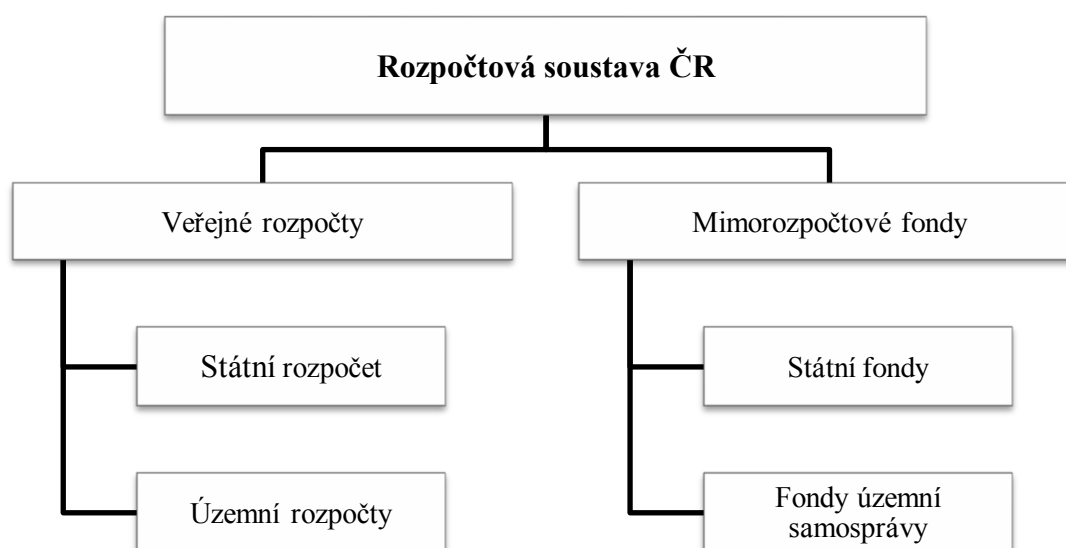 Rozpočtová soustava ČR
Veřejné rozpočty
Mimorozpočtové fondy
Státní rozpočet
Státní fondy
Územní rozpočty
Fondy územní
samosprávy